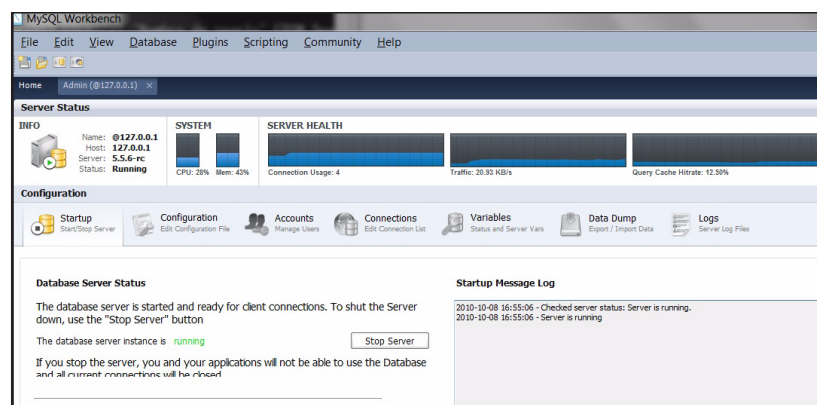 MySQL Workbench
File Edit View Database Plugins Scripting Community Help
Home Admin (@127.0.0.1) ×
Server Status
INFO
Name: @127.0.0.1
Host: 127.0.0.1
Server: 5.5.6-rc
Status: Running
SYSTEM
CPU: 28% Mem: 43%
SERVER HEALTH
Connection Usage: 4
Traffic: 20.93 KB/s
Query Cache Hitrate: 12.50%
Configuration
Startup
Start/Stop Server
Configuration
Edit Configuration File
Accounts
Manage Users
Connections
Edit Connection List
Variables
Status and Server Vars
Data Dump
Export / Import Data
Logs
Server Log Files
Database Server Status
The database server is started and ready for client connections. To shut the Server
down, use the "Stop Server" button
The database server instance is running
Stop Server
If you stop the server, you and your applications will not be able to use the Database
and all current connections will be closed
Startup Message Log
2010-10-08 16:55:06 - Checked server status: Server is running.
2010-10-08 16:55:06 - Server is running